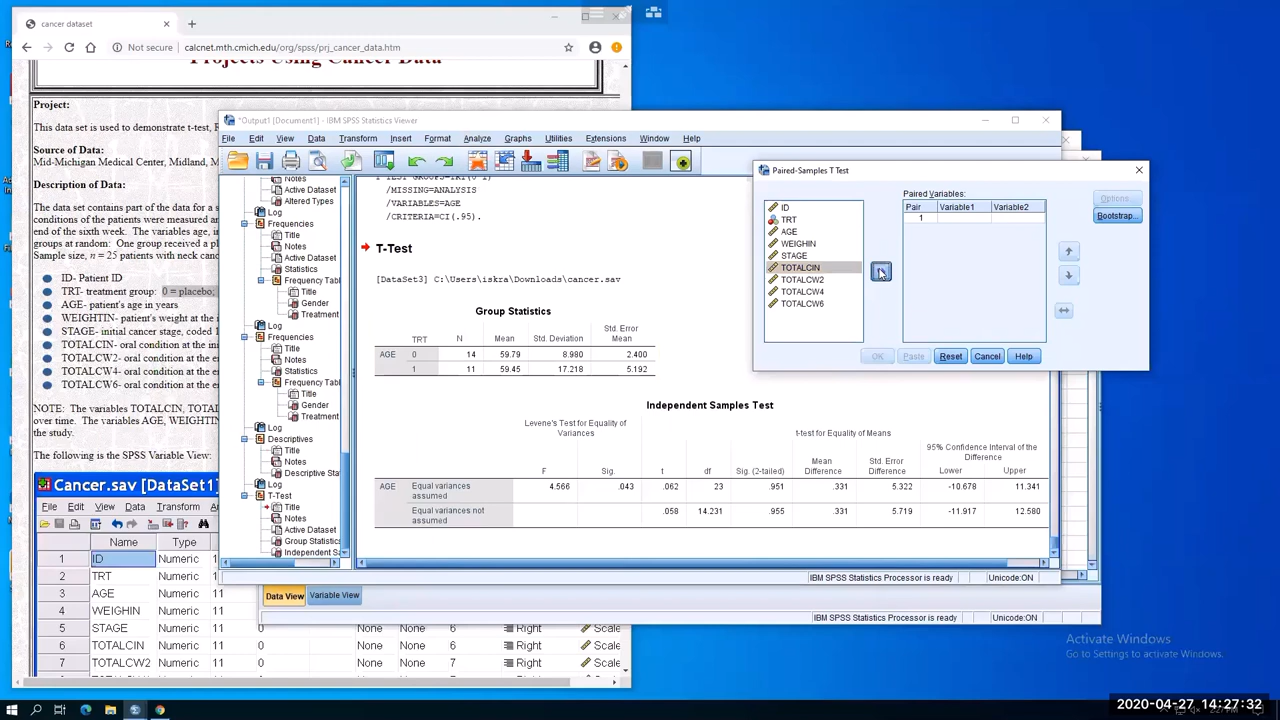 cancer dataset
Not secure
calcnet.mth.cmich.edu/org/spss/prj_cancer_data.htm
Projects Using Cancer Data
Project:
This data set is used to demonstrate t-test,
Source of Data:
Mid-Michigan Medical Center, Midland,
Description of Data:
The data set contains part of the data for a
conditions of the patients were measured
of the sixth week. The variables age,
groups at random: One group received a
Sample size, n = 25 patients with neck
ID- Patient ID
TRT- treatment group: 0 = placebo;
AGE- patient's age in years
WEIGHTIN- patient's weight at the
STAGE- initial cancer stage, coded 1
TOTALCIN- oral condition at the
TOTALCW2- oral condition at the
TOTALCW4- oral condition at the
TOTALCW6- oral condition at the
NOTE: The variables TOTALCIN,
over time. The variables AGE, WEIGHTIN
the study.
The following is the SPSS Variable View:
Cancer.sav [DataSet1]
File Edit View Data Transform
Name Type
1 ID Numeric
2 TRT Numeric 11
3 AGE Numeric 11
4 WEIGHIN Numeric 11
5 STAGE Numeric 11 0 None None 6 Right Scale
6 TOTALCIN Numeric 11 0 None None 6 Right Scale
7 TOTALCW2 Numeric 11 0 None None 7 Right Scale
*Output1 [Document1] - IBM SPSS Statistics Viewer
File Edit View Data Transform Insert Format Analyze Graphs Utilities Extensions Window Help
Notes
Active Dataset
Altered Types
Log
Frequencies
Title
Notes
Active Dataset
Statistics
Frequency Table
Title
Gender
Treatment
Log
Frequencies
Title
Notes
Statistics
Frequency Table
Title
Gender
Treatment
Log
Descriptives
Title
Notes
Descriptive Sta
Log
T-Test
Title
Notes
Active Dataset
Group Statistics
Independent Sa
/MISSING=ANALYSIS
/VARIABLES=AGE
/CRITERIA=CI(.95).
T-Test
[DataSet3] C:\Users\iskra\Downloads\cancer.sav
Group Statistics
TRT N Mean Std. Deviation Std. Error Mean
AGE 0 14 59.79 8.980 2.400
1 11 59.45 17.218 5.192
Independent Samples Test
Levene's Test for Equality of Variances
t-test for Equality of Means
95% Confidence Interval of the Difference
F Sig. t df Sig. (2-tailed) Mean Difference Std. Error Difference Lower Upper
AGE Equal variances assumed 4.566 .043 .062 23 .951 .331 5.322 -10.678 11.341
Equal variances not assumed .058 14.231 .955 .331 5.719 -11.917 12.580
IBM SPSS Statistics Processor is ready Unicode:ON
Data View Variable View
IBM SPSS Statistics Processor is ready Unicode:ON
Paired-Samples T Test
ID
TRT
AGE
WEIGHIN
STAGE
TOTALCIN
TOTALCW2
TOTALCW4
TOTALCW6
Paired Variables:
Pair Variable1 Variable2
1
Options...
Bootstrap...
OK Paste Reset Cancel Help
Activate Windows
Go to Settings to activate Windows.
2020-04-27 14:27:32